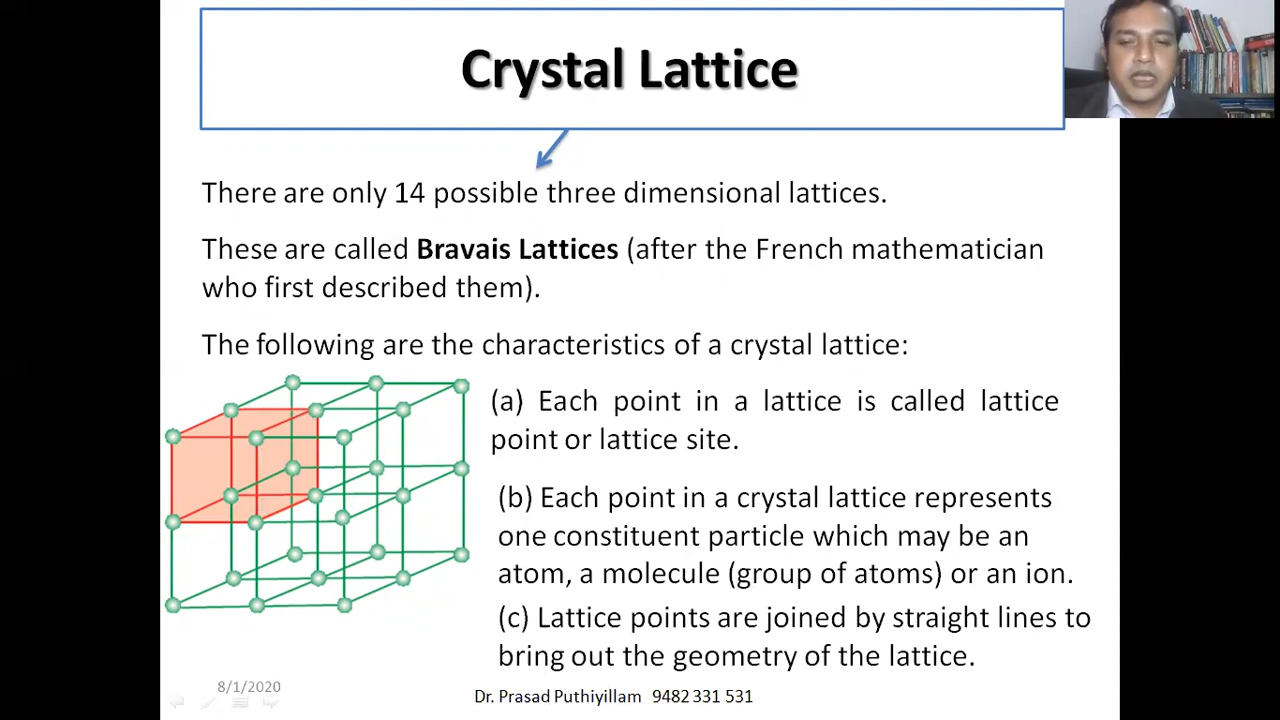 Crystal Lattice
There are only 14 possible three dimensional lattices.
These are called Bravais Lattices (after the French mathematician
who first described them).
The following are the characteristics of a crystal lattice:
(a) Each point in a lattice is called lattice
point or lattice site.
(b) Each point in a crystal lattice represents
one constituent particle which may be an
atom, a molecule (group of atoms) or an ion.
(c) Lattice points are joined by straight lines to
bring out the geometry of the lattice.
8/1/2020
Dr. Prasad Puthiyillam 9482 331 531